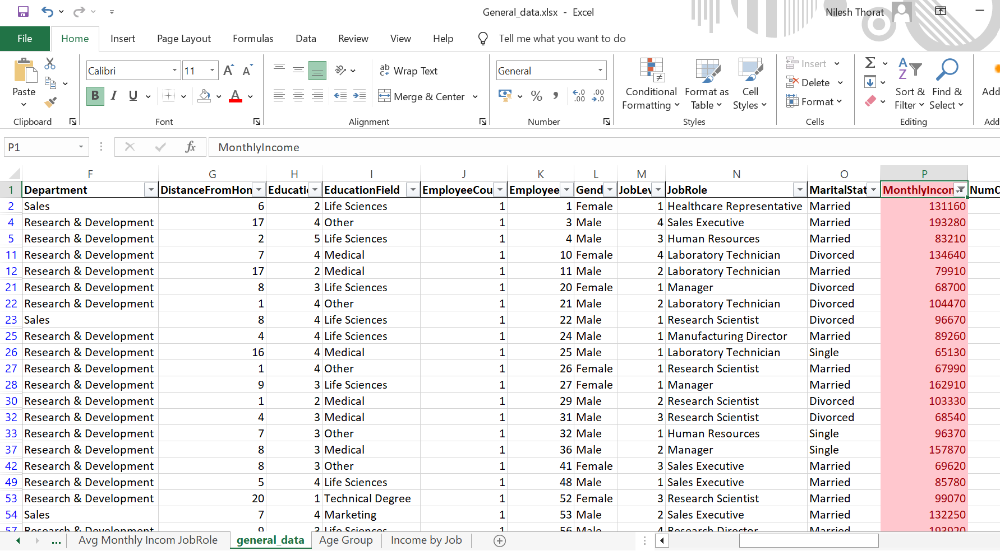 General_data.xlsx - Excel
Nilesh Thorat
File Home Insert Page Layout Formulas Data Review View Help Tell me what you want to do
Paste
Clipboard
Calibri 11
B I U
Font
ab Wrap Text
Merge & Center
Alignment
General
Number
Conditional Formatting
Format as Table
Cell Styles
Styles
Insert
Delete
Format
Cells
Sort & Filter
Find & Select
Editing
Add
Add
P1 fx MonthlyIncome
F G H I J K L M N O P
1 Department DistanceFromHon Educati EducationField EmployeeCou Employee Gend JobLev JobRole MaritalStat MonthlyIncon NumC
2 Sales 6 2 Life Sciences 1 1 Female 1 Healthcare Representative Married 131160
4 Research & Development 17 4 Other 1 3 Male 4 Sales Executive Married 193280
5 Research & Development 2 5 Life Sciences 1 4 Male 3 Human Resources Married 83210
11 Research & Development 7 4 Medical 1 10 Female 4 Laboratory Technician Divorced 134640
12 Research & Development 17 2 Medical 1 11 Male 2 Laboratory Technician Married 79910
21 Research & Development 8 3 Life Sciences 1 20 Female 1 Manager Divorced 68700
22 Research & Development 1 4 Other 1 21 Male 2 Laboratory Technician Divorced 104470
23 Sales 8 4 Life Sciences 1 22 Male 1 Research Scientist Divorced 96670
25 Research & Development 4 4 Life Sciences 1 24 Male 1 Manufacturing Director Married 89260
26 Research & Development 16 4 Medical 1 25 Male 1 Laboratory Technician Single 65130
27 Research & Development 1 4 Other 1 26 Female 1 Research Scientist Married 67990
28 Research & Development 9 3 Life Sciences 1 27 Female 1 Manager Married 162910
30 Research & Development 1 2 Medical 1 29 Male 2 Research Scientist Divorced 103330
32 Research & Development 4 3 Medical 1 31 Male 3 Research Scientist Divorced 68540
33 Research & Development 7 3 Other 1 32 Male 1 Human Resources Single 96370
37 Research & Development 8 3 Medical 1 36 Male 2 Manager Single 157870
42 Research & Development 8 3 Other 1 41 Female 3 Sales Executive Married 69620
49 Research & Development 5 4 Life Sciences 1 48 Male 1 Sales Executive Married 85780
53 Research & Development 20 1 Technical Degree 1 52 Female 3 Research Scientist Married 99070
54 Sales 7 4 Marketing 1 53 Male 2 Sales Executive Married 132250
57 Research & Development 9 3 Life Sciences 1 56 Male 4 Research Director Married 193920
... Avg Monthly Incom JobRole general_data Age Group Income by Job